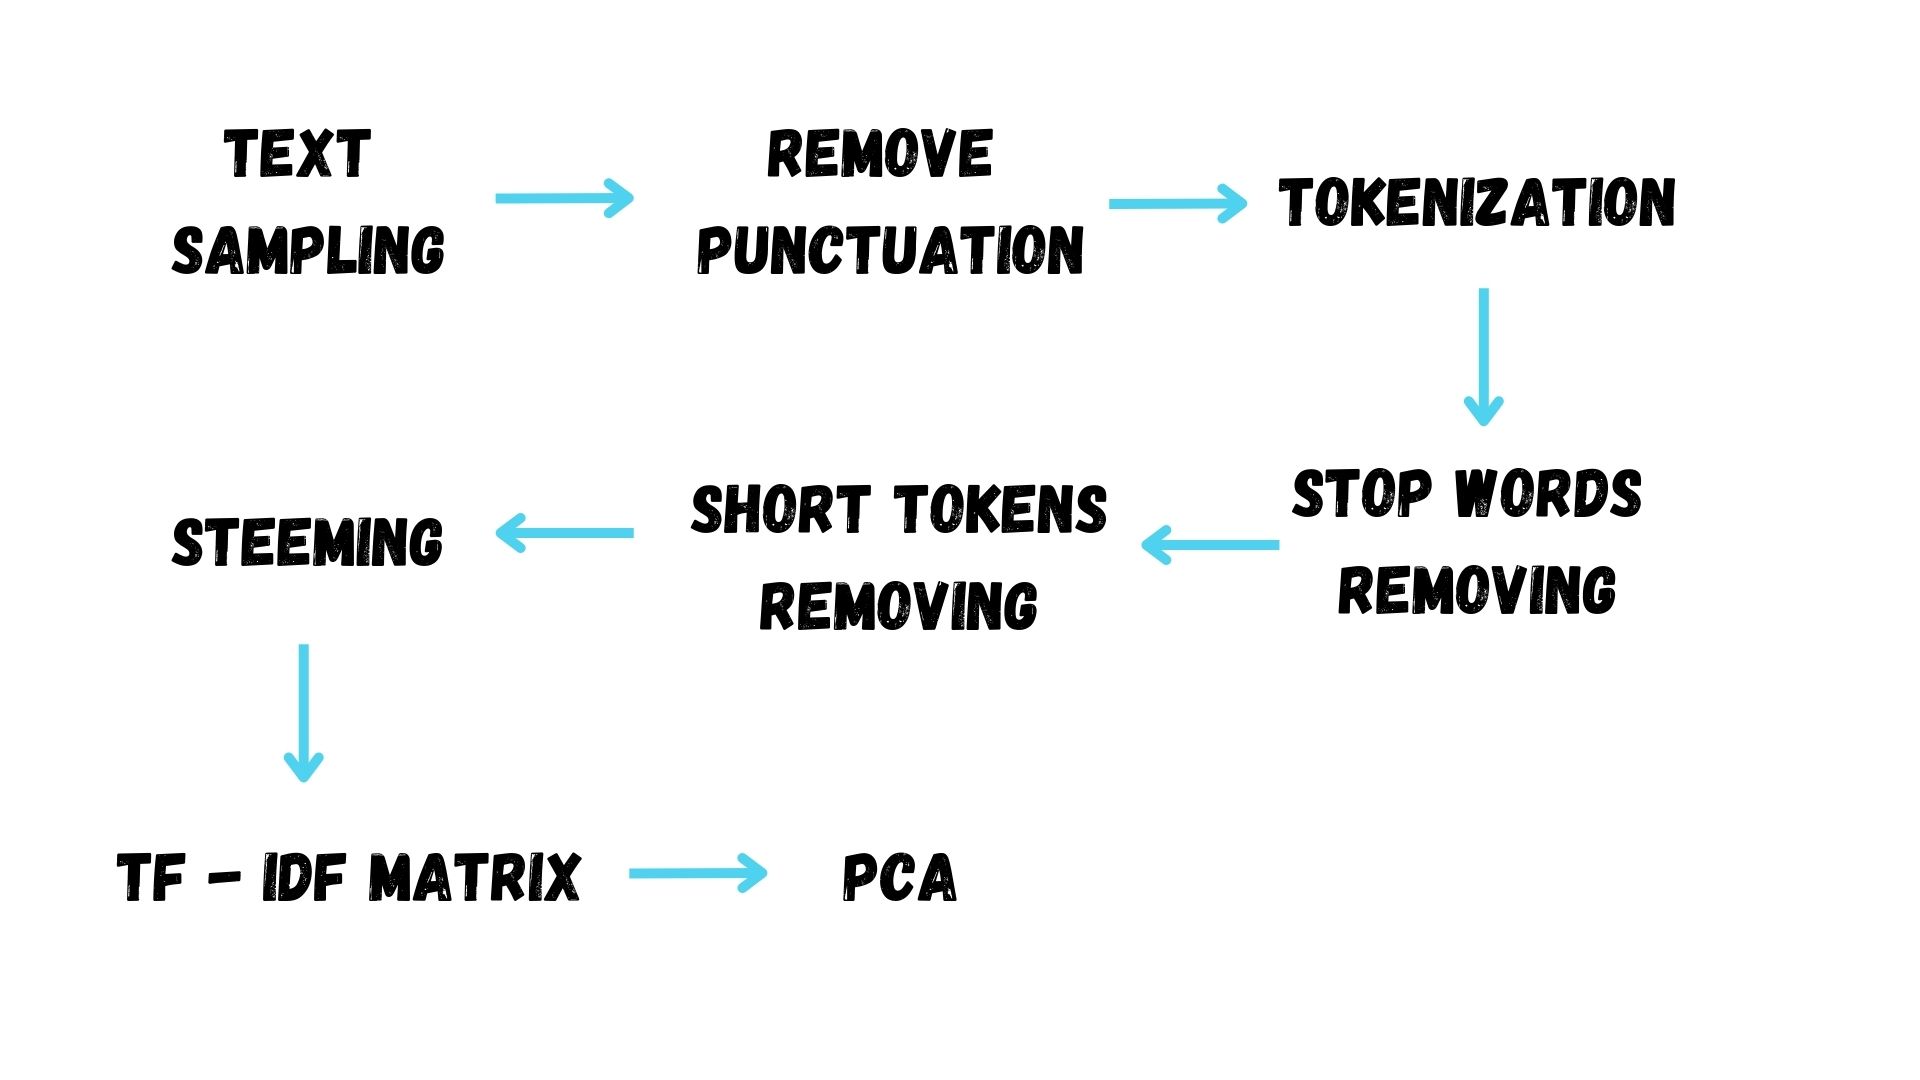 TEXT
SAMPLING
REMOVE
PUNCTUATION
TOKENIZATION
STOP WORDS
REMOVING
SHORT TOKENS
REMOVING
STEEMING
TF - IDF MATRIX
PCA